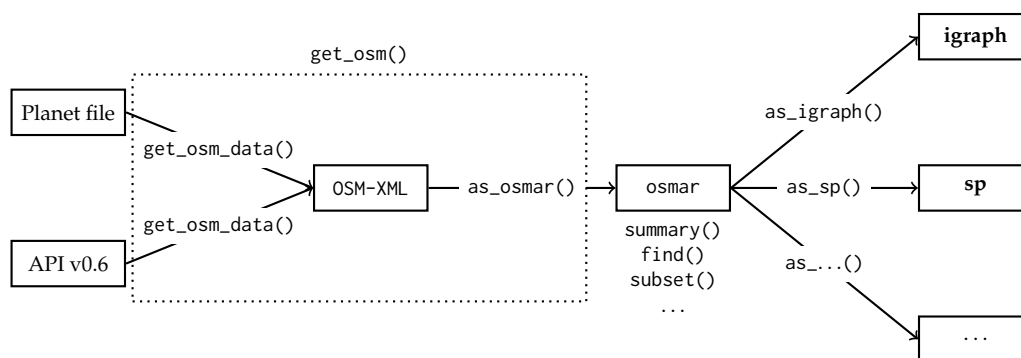 igraph
get_osm()
Planet file
as_igraph()
get_osm_data()
OSM-XML
as_osmar()
osmar
as_sp()
sp
get_osm_data()
summary()
find()
subset()
...
API v0.6
as_...()
...